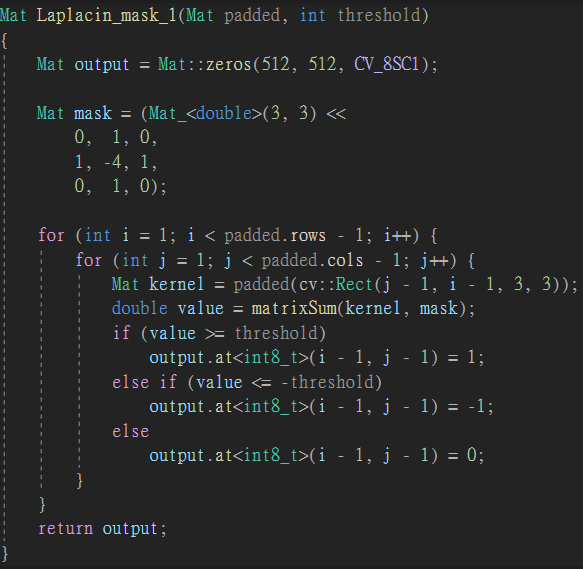 Mat Laplacin_mask_1(Mat padded, int threshold)
{
    Mat output = Mat::zeros(512, 512, CV_8SC1);

    Mat mask = (Mat_<double>(3, 3) <<
        0,  1, 0,
        1, -4, 1,
        0,  1, 0);

    for (int i = 1; i < padded.rows - 1; i++) {
        for (int j = 1; j < padded.cols - 1; j++) {
            Mat kernel = padded(cv::Rect(j - 1, i - 1, 3, 3));
            double value = matrixSum(kernel, mask);
            if (value >= threshold)
                output.at<int8_t>(i - 1, j - 1) = 1;
            else if (value <= -threshold)
                output.at<int8_t>(i - 1, j - 1) = -1;
            else
                output.at<int8_t>(i - 1, j - 1) = 0;
        }
    }
    return output;
}